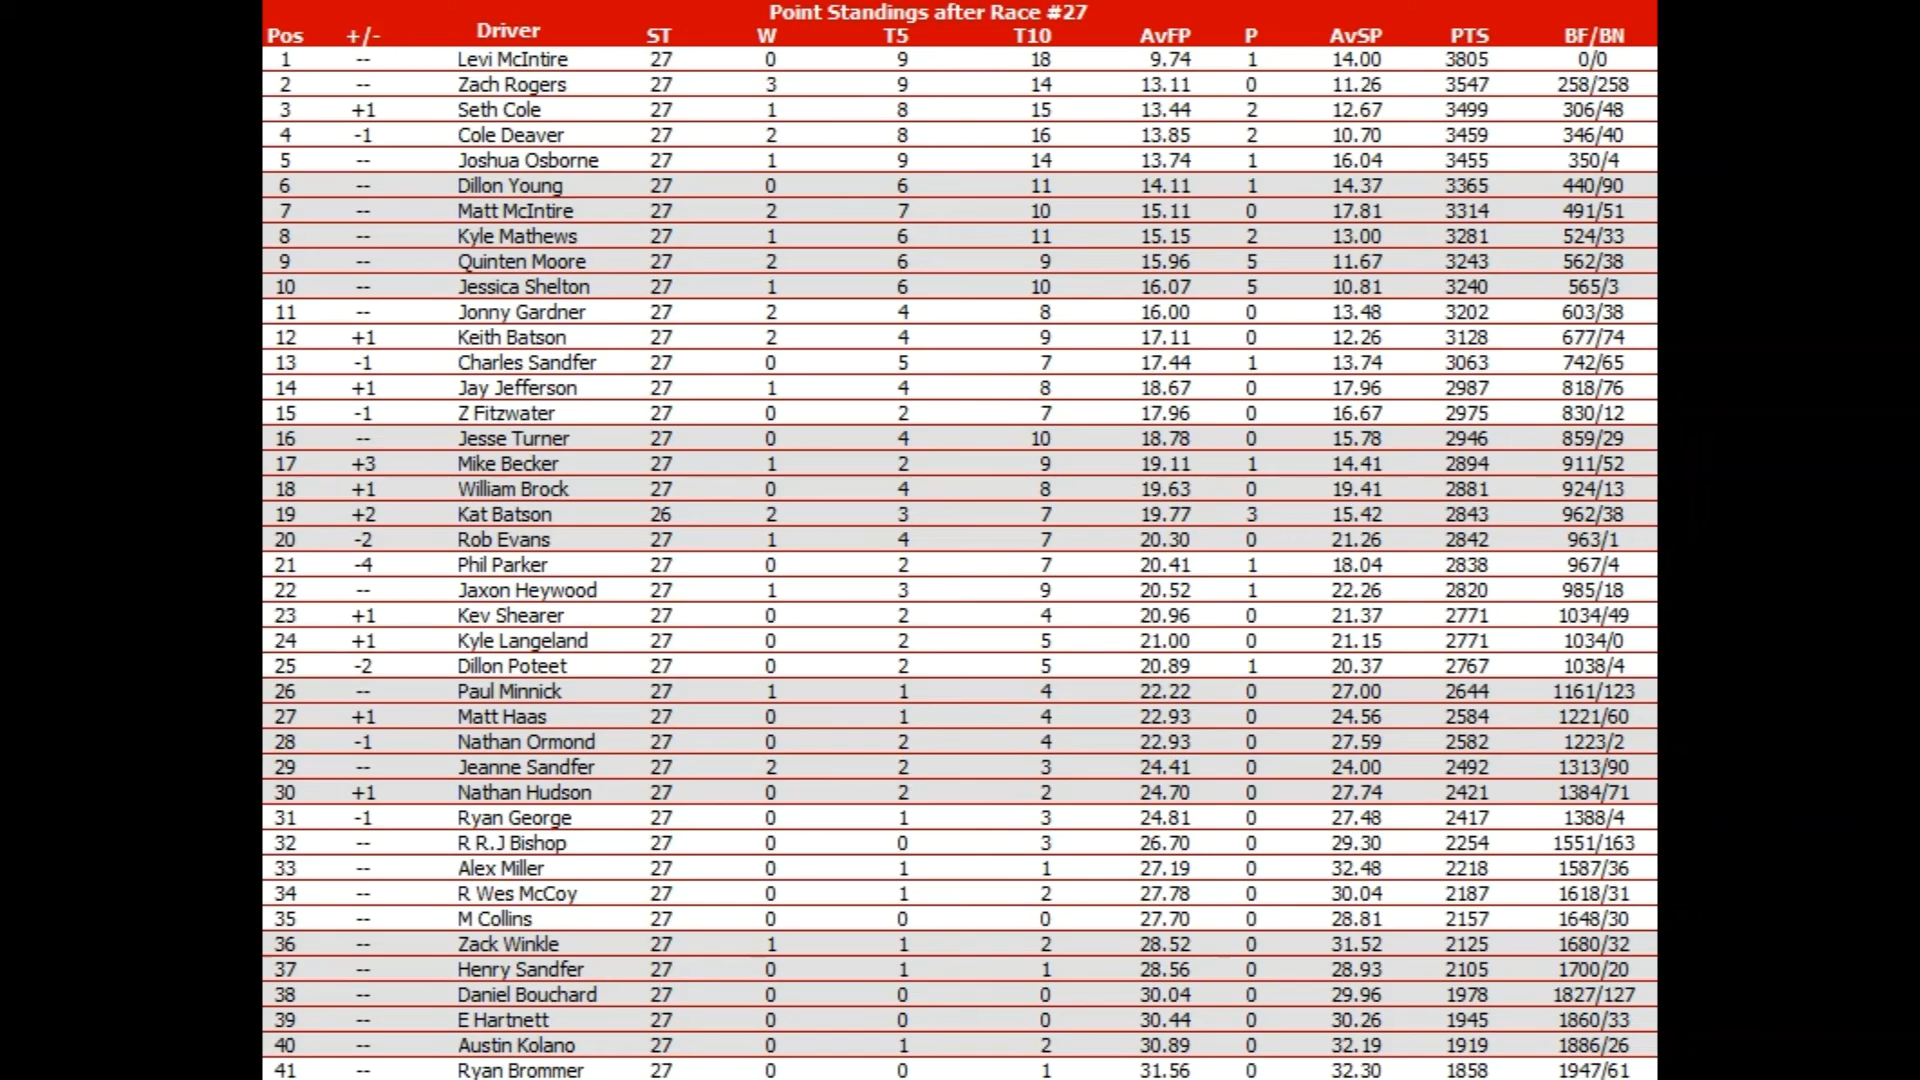 Point Standings after Race #27
Pos +/- Driver ST W T5 T10 AvFP P AvSP PTS BF/BN
1 -- Levi McIntire 27 0 9 18 9.74 1 14.00 3805 0/0
2 -- Zach Rogers 27 3 9 14 13.11 0 11.26 3547 258/258
3 +1 Seth Cole 27 1 8 15 13.44 2 12.67 3499 306/48
4 -1 Cole Deaver 27 2 8 16 13.85 2 10.70 3459 346/40
5 -- Joshua Osborne 27 1 9 14 13.74 1 16.04 3455 350/4
6 -- Dillon Young 27 0 6 11 14.11 1 14.37 3365 440/90
7 -- Matt McIntire 27 2 7 10 15.11 0 17.81 3314 491/51
8 -- Kyle Mathews 27 1 6 11 15.15 2 13.00 3281 524/33
9 -- Quinten Moore 27 2 6 9 15.96 5 11.67 3243 562/38
10 -- Jessica Shelton 27 1 6 10 16.07 5 10.81 3240 565/3
11 -- Jonny Gardner 27 2 4 8 16.00 0 13.48 3202 603/38
12 +1 Keith Batson 27 2 4 9 17.11 0 12.26 3128 677/74
13 -1 Charles Sandfer 27 0 5 7 17.44 1 13.74 3063 742/65
14 +1 Jay Jefferson 27 1 4 8 18.67 0 17.96 2987 818/76
15 -1 Z Fitzwater 27 0 2 7 17.96 0 16.67 2975 830/12
16 -- Jesse Turner 27 0 4 10 18.78 0 15.78 2946 859/29
17 +3 Mike Becker 27 1 2 9 19.11 1 14.41 2894 911/52
18 +1 William Brock 27 0 4 8 19.63 0 19.41 2881 924/13
19 +2 Kat Batson 26 2 3 7 19.77 3 15.42 2843 962/38
20 -2 Rob Evans 27 1 4 7 20.30 0 21.26 2842 963/1
21 -4 Phil Parker 27 0 2 7 20.41 1 18.04 2838 967/4
22 -- Jaxon Heywood 27 1 3 9 20.52 1 22.26 2820 985/18
23 +1 Kev Shearer 27 0 2 4 20.96 0 21.37 2771 1034/49
24 +1 Kyle Langeland 27 0 2 5 21.00 0 21.15 2771 1034/0
25 -2 Dillon Poteet 27 0 2 5 20.89 1 20.37 2767 1038/4
26 -- Paul Minnick 27 1 1 4 22.22 0 27.00 2644 1161/123
27 +1 Matt Haas 27 0 1 4 22.93 0 24.56 2584 1221/60
28 -1 Nathan Ormond 27 0 2 4 22.93 0 27.59 2582 1223/2
29 -- Jeanne Sandfer 27 2 2 3 24.41 0 24.00 2492 1313/90
30 +1 Nathan Hudson 27 0 2 2 24.70 0 27.74 2421 1384/71
31 -1 Ryan George 27 0 1 3 24.81 0 27.48 2417 1388/4
32 -- R R.J Bishop 27 0 0 3 26.70 0 29.30 2254 1551/163
33 -- Alex Miller 27 0 1 1 27.19 0 32.48 2218 1587/36
34 -- R Wes McCoy 27 0 1 2 27.78 0 30.04 2187 1618/31
35 -- M Collins 27 0 0 0 27.70 0 28.81 2157 1648/30
36 -- Zack Winkle 27 1 1 2 28.52 0 31.52 2125 1680/32
37 -- Henry Sandfer 27 0 1 1 28.56 0 28.93 2105 1700/20
38 -- Daniel Bouchard 27 0 0 0 30.04 0 29.96 1978 1827/127
39 -- E Hartnett 27 0 0 0 30.44 0 30.26 1945 1860/33
40 -- Austin Kolano 27 0 1 2 30.89 0 32.19 1919 1886/26
41 -- Ryan Brommer 27 0 0 1 31.56 0 32.30 1858 1947/61